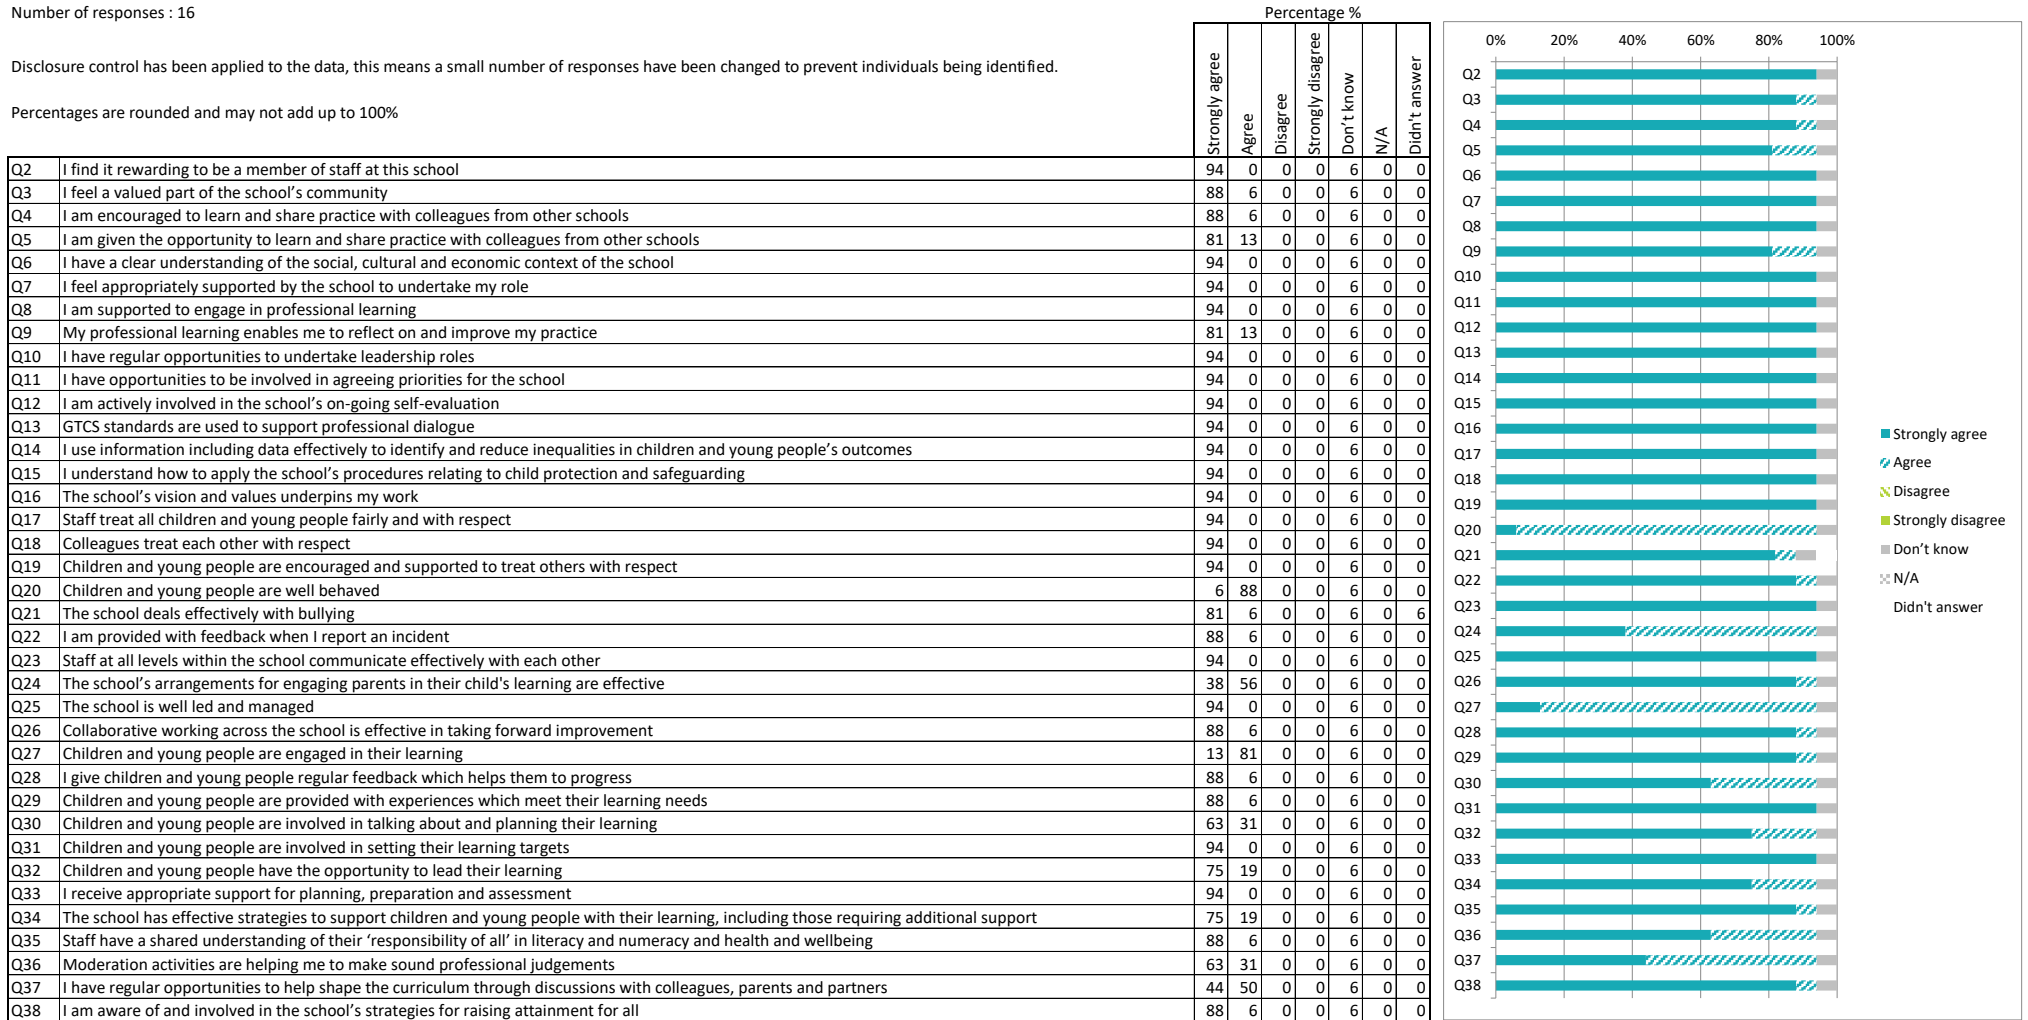 Number of responses : 16
Percentage %
Disclosure control has been applied to the data, this means a small number of responses have been changed to prevent individuals being identified.
Percentages are rounded and may not add up to 100%
Strongly agree
Agree
Disagree
Strongly disagree
Don’t know
N/A
Didn't answer
Q2 I find it rewarding to be a member of staff at this school 94 0 0 0 6 0 0
Q3 I feel a valued part of the school’s community 88 6 0 0 6 0 0
Q4 I am encouraged to learn and share practice with colleagues from other schools 88 6 0 0 6 0 0
Q5 I am given the opportunity to learn and share practice with colleagues from other schools 81 13 0 0 6 0 0
Q6 I have a clear understanding of the social, cultural and economic context of the school 94 0 0 0 6 0 0
Q7 I feel appropriately supported by the school to undertake my role 94 0 0 0 6 0 0
Q8 I am supported to engage in professional learning 94 0 0 0 6 0 0
Q9 My professional learning enables me to reflect on and improve my practice 81 13 0 0 6 0 0
Q10 I have regular opportunities to undertake leadership roles 94 0 0 0 6 0 0
Q11 I have opportunities to be involved in agreeing priorities for the school 94 0 0 0 6 0 0
Q12 I am actively involved in the school’s on-going self-evaluation 94 0 0 0 6 0 0
Q13 GTCS standards are used to support professional dialogue 94 0 0 0 6 0 0
Q14 I use information including data effectively to identify and reduce inequalities in children and young people’s outcomes 94 0 0 0 6 0 0
Q15 I understand how to apply the school’s procedures relating to child protection and safeguarding 94 0 0 0 6 0 0
Q16 The school’s vision and values underpins my work 94 0 0 0 6 0 0
Q17 Staff treat all children and young people fairly and with respect 94 0 0 0 6 0 0
Q18 Colleagues treat each other with respect 94 0 0 0 6 0 0
Q19 Children and young people are encouraged and supported to treat others with respect 94 0 0 0 6 0 0
Q20 Children and young people are well behaved 6 88 0 0 6 0 0
Q21 The school deals effectively with bullying 81 6 0 0 6 0 6
Q22 I am provided with feedback when I report an incident 88 6 0 0 6 0 0
Q23 Staff at all levels within the school communicate effectively with each other 94 0 0 0 6 0 0
Q24 The school’s arrangements for engaging parents in their child's learning are effective 38 56 0 0 6 0 0
Q25 The school is well led and managed 94 0 0 0 6 0 0
Q26 Collaborative working across the school is effective in taking forward improvement 88 6 0 0 6 0 0
Q27 Children and young people are engaged in their learning 13 81 0 0 6 0 0
Q28 I give children and young people regular feedback which helps them to progress 88 6 0 0 6 0 0
Q29 Children and young people are provided with experiences which meet their learning needs 88 6 0 0 6 0 0
Q30 Children and young people are involved in talking about and planning their learning 63 31 0 0 6 0 0
Q31 Children and young people are involved in setting their learning targets 94 0 0 0 6 0 0
Q32 Children and young people have the opportunity to lead their learning 75 19 0 0 6 0 0
Q33 I receive appropriate support for planning, preparation and assessment 94 0 0 0 6 0 0
Q34 The school has effective strategies to support children and young people with their learning, including those requiring additional support 75 19 0 0 6 0 0
Q35 Staff have a shared understanding of their ‘responsibility of all’ in literacy and numeracy and health and wellbeing 88 6 0 0 6 0 0
Q36 Moderation activities are helping me to make sound professional judgements 63 31 0 0 6 0 0
Q37 I have regular opportunities to help shape the curriculum through discussions with colleagues, parents and partners 44 50 0 0 6 0 0
Q38 I am aware of and involved in the school’s strategies for raising attainment for all 88 6 0 0 6 0 0
0% 20% 40% 60% 80% 100%
Q2
Q3
Q4
Q5
Q6
Q7
Q8
Q9
Q10
Q11
Q12
Q13
Q14
Q15
Q16
Q17
Q18
Q19
Q20
Q21
Q22
Q23
Q24
Q25
Q26
Q27
Q28
Q29
Q30
Q31
Q32
Q33
Q34
Q35
Q36
Q37
Q38
Strongly agree
Agree
Disagree
Strongly disagree
Don’t know
N/A
Didn't answer